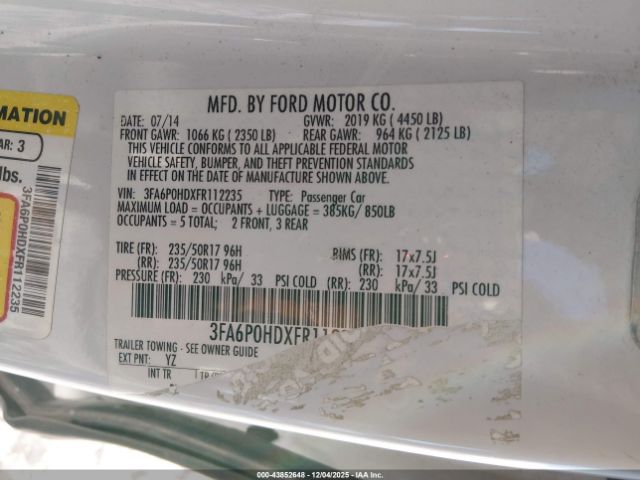 MATION
AR: 3
lbs.
3FA6P0HDXFR112235
MFD. BY FORD MOTOR CO.
DATE: 07/14 GVWR: 2019 KG ( 4450 LB)
FRONT GAWR: 1066 KG ( 2350 LB) REAR GAWR: 964 KG ( 2125 LB)
THIS VEHICLE CONFORMS TO ALL APPLICABLE FEDERAL MOTOR
VEHICLE SAFETY, BUMPER, AND THEFT PREVENTION STANDARDS
IN EFFECT ON THE DATE OF MANUFACTURE SHOWN ABOVE.
VIN: 3FA6P0HDXFR112235 TYPE: Passenger Car
MAXIMUM LOAD = OCCUPANTS + LUGGAGE = 385KG/ 850LB
OCCUPANTS = 5 TOTAL; 2 FRONT, 3 REAR
TIRE (FR): 235/50R17 96H RIMS (FR): 17x7.5J
(RR): 235/50R17 96H (RR): 17x7.5J
PRESSURE (FR): 230 kPa/ 33 PSI COLD (RR): 230 kPa/ 33 PSI COLD
3FA6P0HDXFR112
TRAILER TOWING - SEE OWNER GUIDE
EXT PNT: YZ
INT TR
000-43852648 - 12/04/2025 - IAAI, Inc.